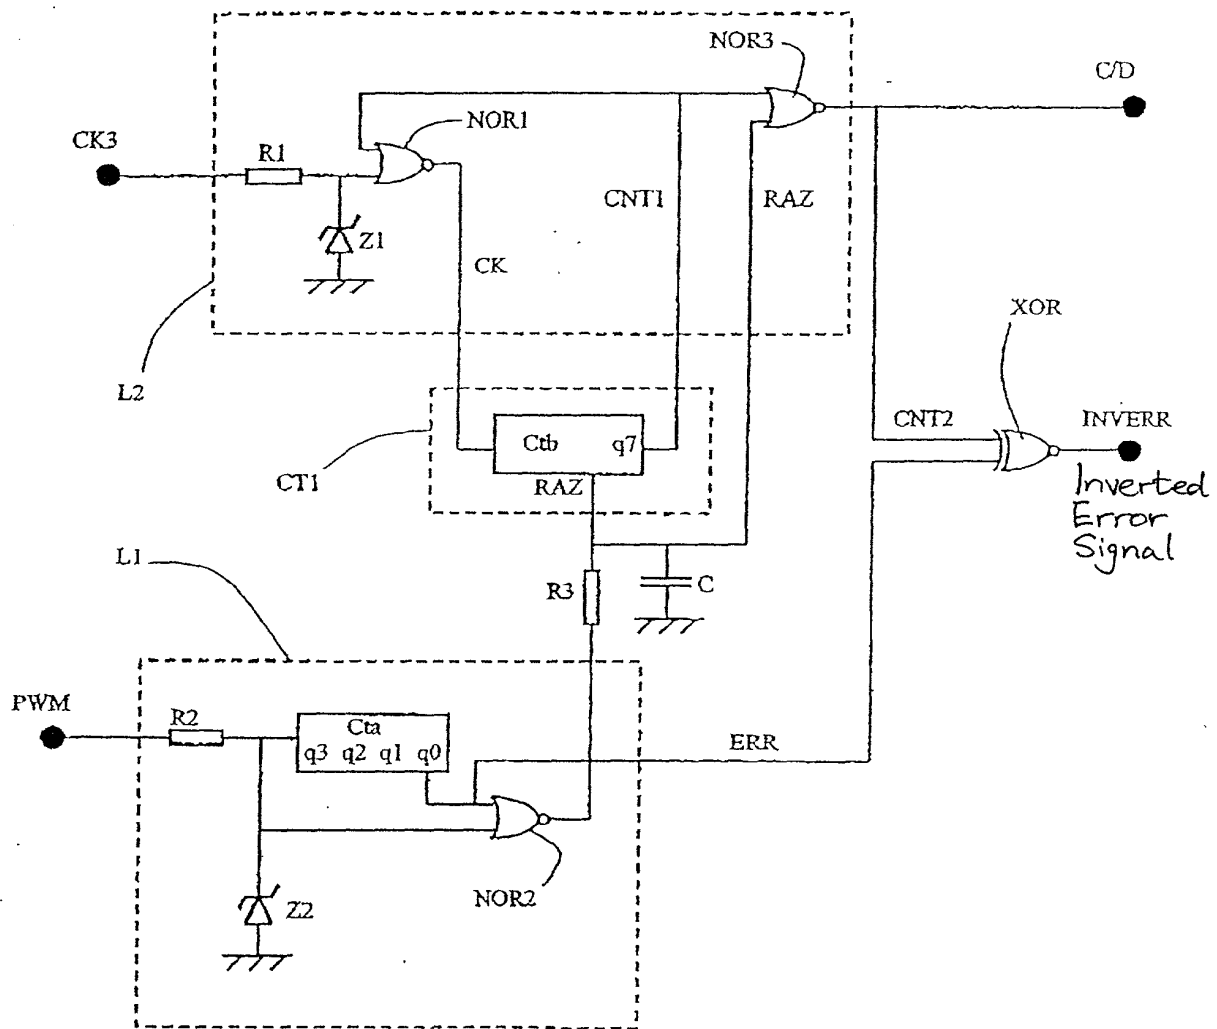 NOR3
C/D
NOR1
CK3
R1
CNT1
RAZ
Z1
CK
XOR
L2
CNT2
INVERR
Ctb
q7
CT1
RAZ
Inverted
Error
Signal
L1
R3
C
PWM
R2
Cta
q3 q2 q1 q0
ERR
NOR2
Z2